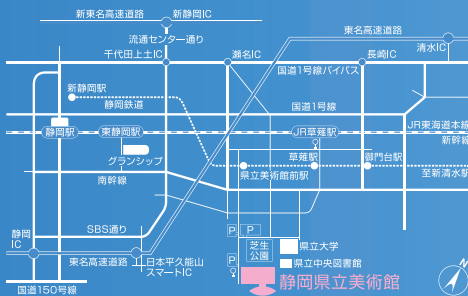 新東名高速道路
新静岡IC
東名高速道路
流通センター通り
清水IC
千代田上土IC
瀬名IC
長崎IC
国道1号線バイパス
新静岡駅
静岡鉄道
国道1号線
JR東海道本線
静岡駅
東静岡駅
JR草薙駅
新幹線
グランシップ
草薙駅
御門台駅
県立美術館前駅
至新清水駅
南幹線
静岡
IC
SBS通り
P
P
芝生
公園
県立大学
東名高速道路
日本平久能山
スマートIC
P
県立中央図書館
静岡県立美術館
国道150号線
N